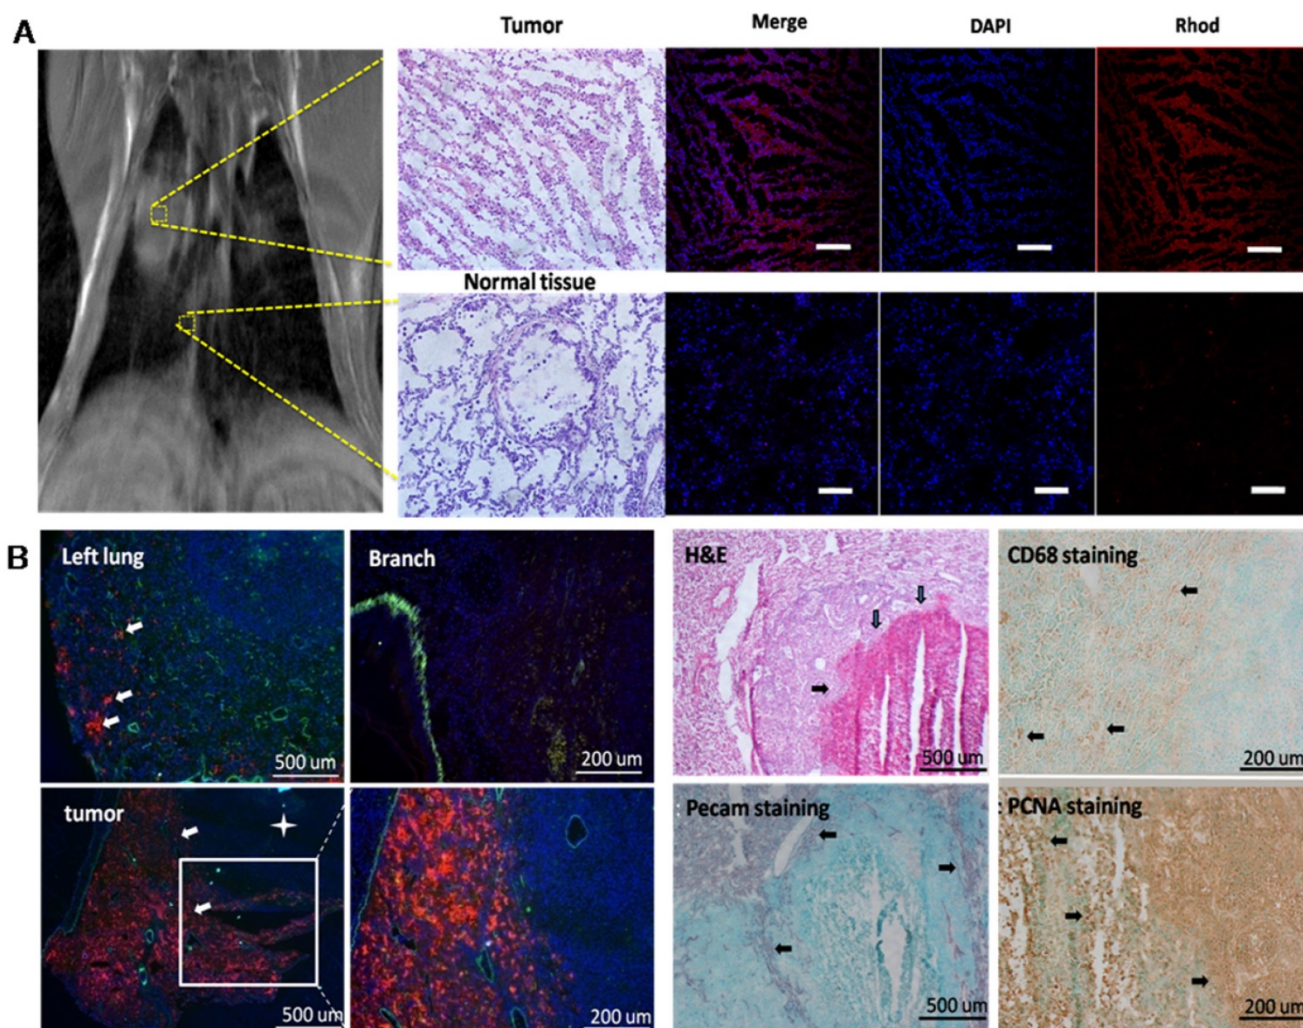 A
Tumor
Merge
DAPI
Rhod
Normal tissue
B
Left lung
500 um
Branch
200 um
H&E
500 um
CD68 staining
200 um
tumor
500 um
200 um
Pecam staining
500 um
: PCNA staining
200 um